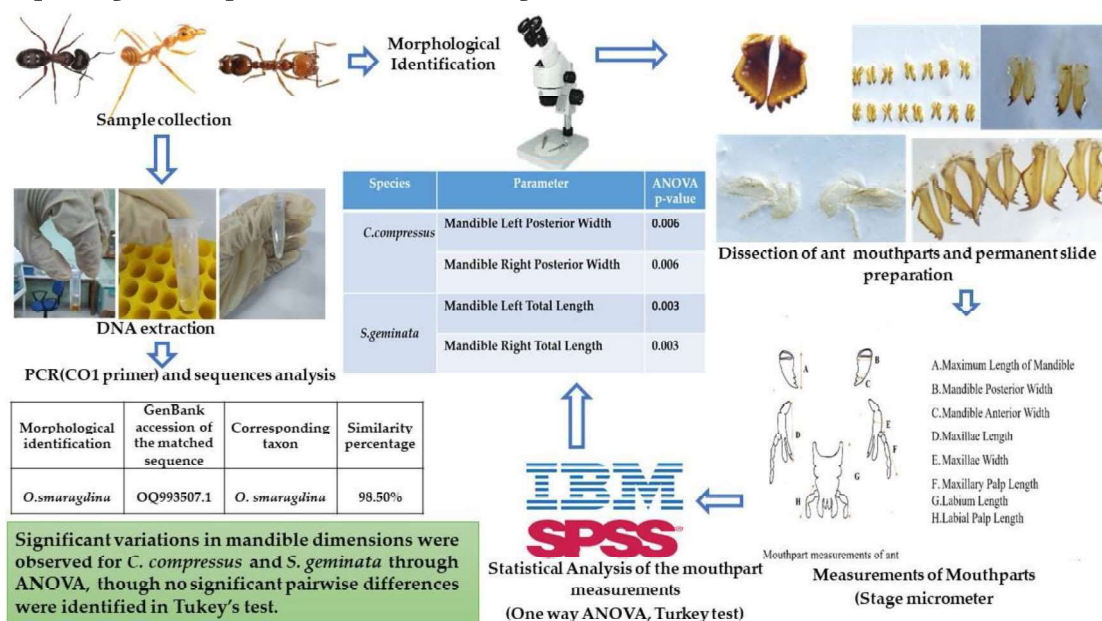 Morphological
Identification
Sample collection
DNA extraction
PCR(CO1 primer) and sequences analysis
Morphological identification GenBank accession of the matched sequence Corresponding taxon Similarity percentage
O.smaragdina OQ993507.1 O. smaragdina 98.50%
Significant variations in mandible dimensions were
observed for C. compressus and S. geminata through
ANOVA, though no significant pairwise differences
were identified in Tukey's test.
Species Parameter ANOVA p-value
C.compressus Mandible Left Posterior Width 0.006
Mandible Right Posterior Width 0.006
S.geminata Mandible Left Total Length 0.003
Mandible Right Total Length 0.003
IBM
SPSS
Statistical Analysis of the mouthpart
measurements
(One way ANOVA, Turkey test)
Dissection of ant mouthparts and permanent slide
preparation
A
B
C
D
E
F
G
H
H
A.Maximum Length of Mandible
B.Mandible Posterior Width
C.Mandible Anterior Width
D.Maxillae Length
E.Maxillae Width
F.Maxillary Palp Length
G.Labium Length
H.Labial Palp Length
Mouthpart measurements of ant
Measurements of Mouthparts
(Stage micrometer